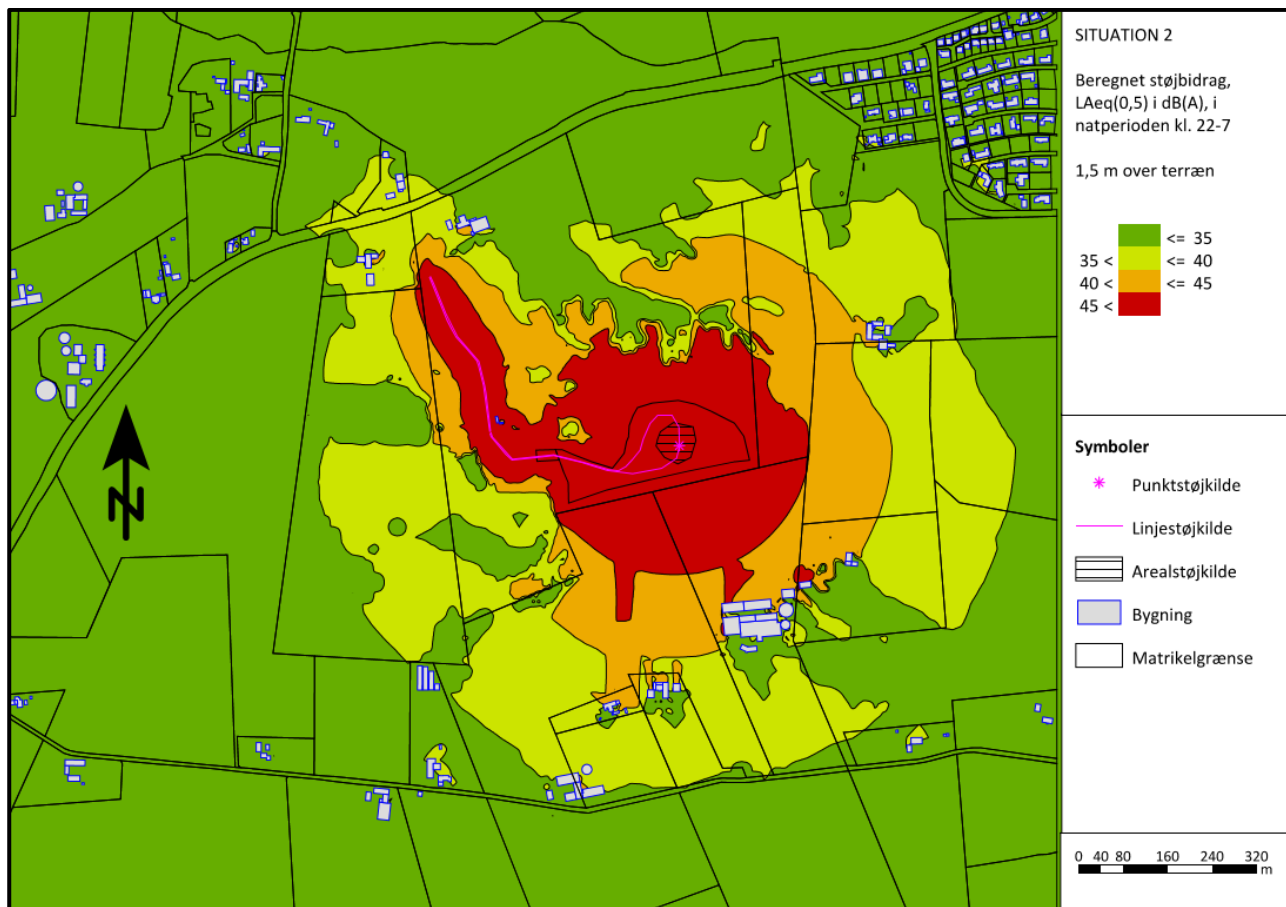 SITUATION 2
Beregnet støjbidrag,
LAeq(0,5) i dB(A), i
natperioden kl. 22-7
1,5 m over terræn
<= 35
35 < <= 40
40 < <= 45
45 <
N
Symboler
Punktstøjkilde
Linjestøjkilde
Arealstøjkilde
Bygning
Matrikelgrænse
0 40 80 160 240 320
m